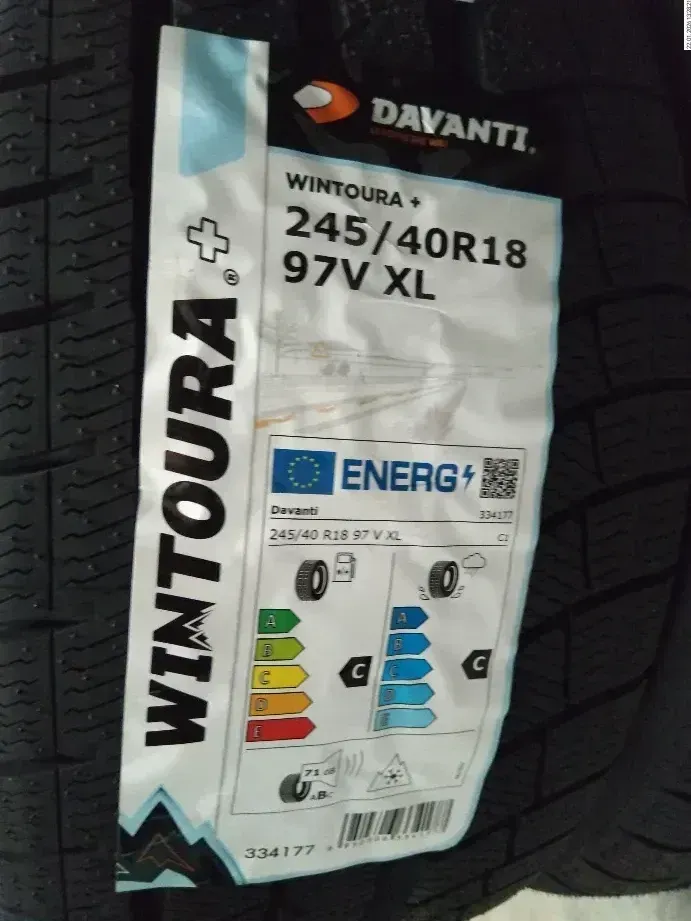 DAVANTI
WINTOURA +
245/40R18
97V XL
WINTOURA+®
ENERG
Davanti 334177
245/40 R18 97 V XL C1
A
B
C
D
E
C
A
B
C
D
E
C
71 dB
ABC
334177